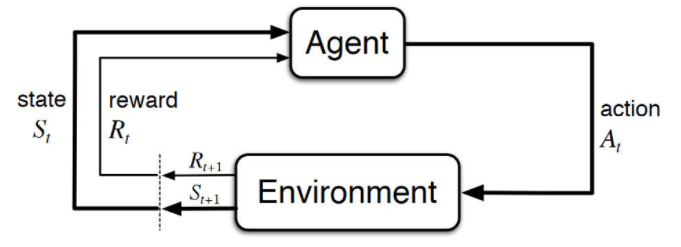 Agent
state
S_t
reward
R_t
action
A_t
R_{t+1}
S_{t+1}
Environment